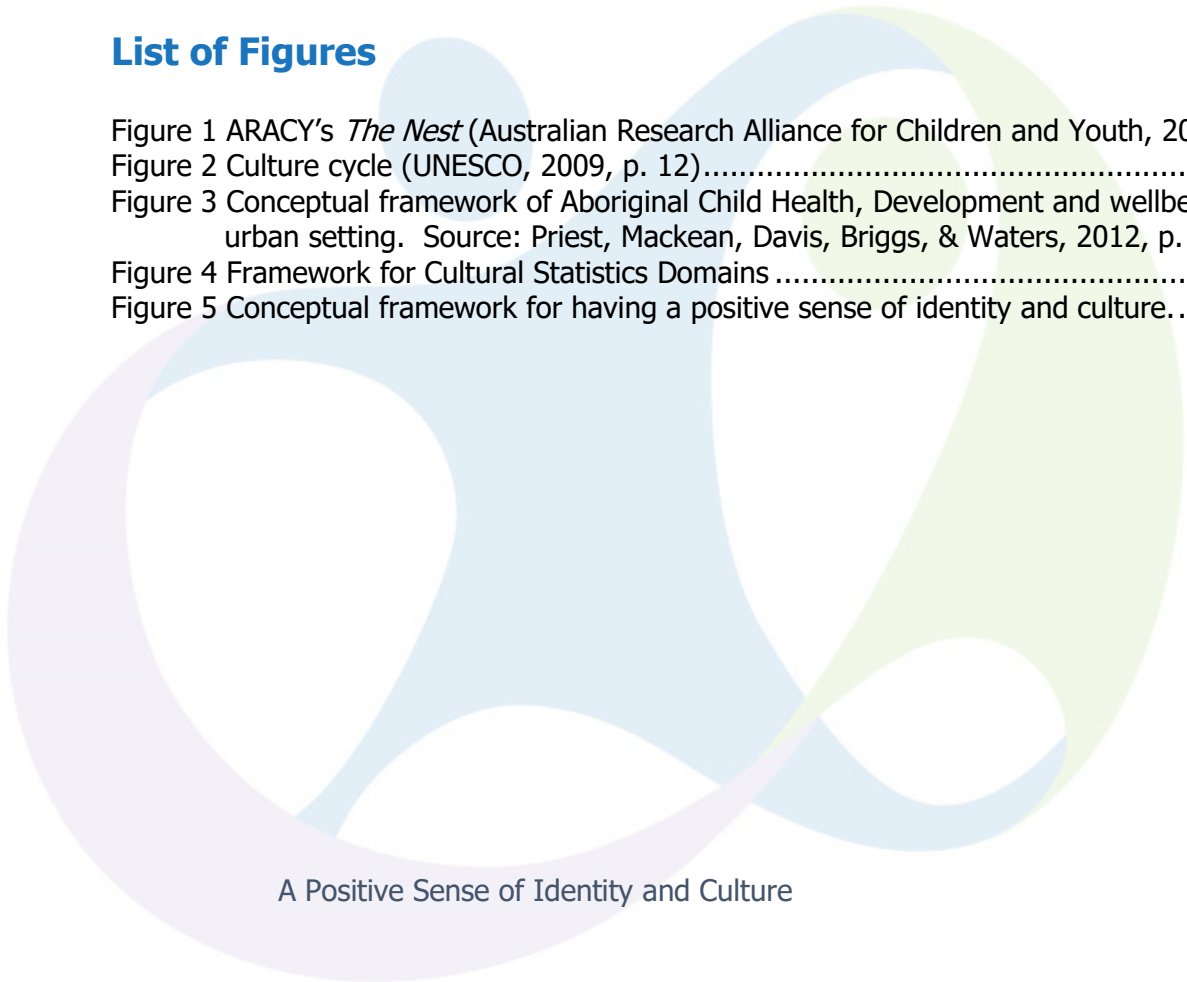 List of Figures
Figure 1 ARACY’s The Nest (Australian Research Alliance for Children and Youth, 20
Figure 2 Culture cycle (UNESCO, 2009, p. 12)......................................................
Figure 3 Conceptual framework of Aboriginal Child Health, Development and wellbe
urban setting.  Source: Priest, Mackean, Davis, Briggs, & Waters, 2012, p.
Figure 4 Framework for Cultural Statistics Domains ..............................................
Figure 5 Conceptual framework for having a positive sense of identity and culture. ..
A Positive Sense of Identity and Culture